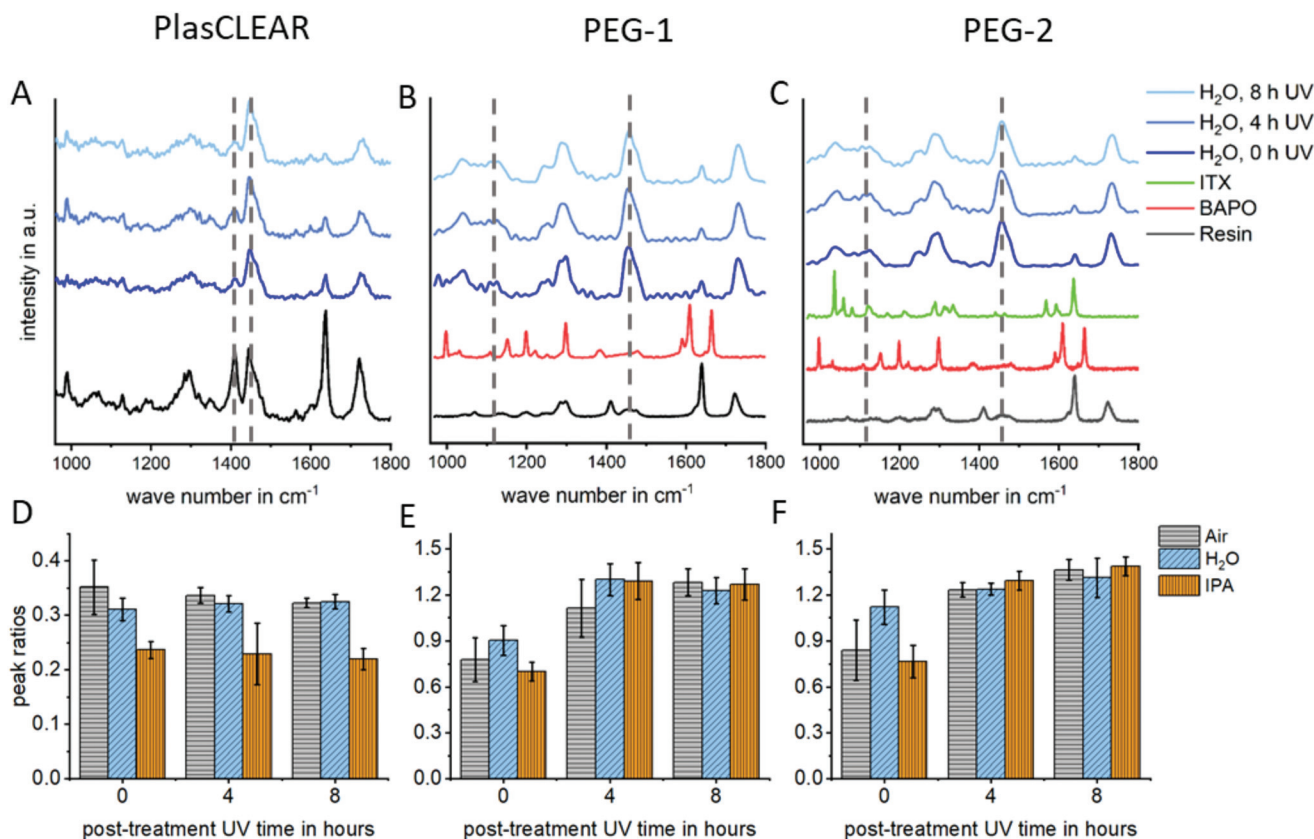 PlasCLEAR
PEG-1
PEG-2
A
B
C
intensity in a.u.
H₂O, 8 h UV
H₂O, 4 h UV
H₂O, 0 h UV
ITX
BAPO
Resin
1000 1200 1400 1600 1800
1000 1200 1400 1600 1800
1000 1200 1400 1600 1800
wave number in cm⁻¹
wave number in cm⁻¹
wave number in cm⁻¹
D
E
F
peak ratios
0.4
0.3
0.2
0.1
0.0
1.5
1.2
0.9
0.6
0.3
0.0
1.5
1.2
0.9
0.6
0.3
0.0
Air
H₂O
IPA
0 4 8
0 4 8
0 4 8
post-treatment UV time in hours
post-treatment UV time in hours
post-treatment UV time in hours